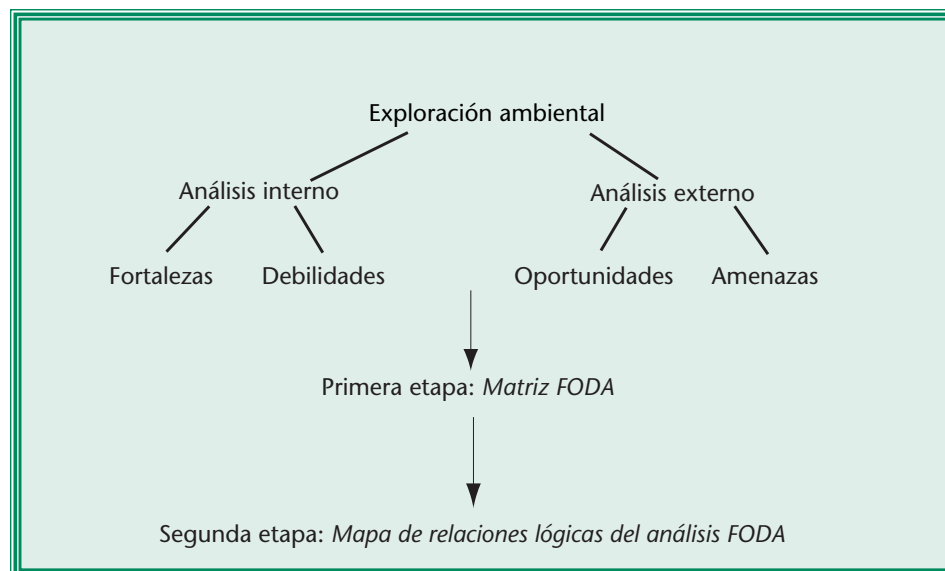 Exploración ambiental
Análisis interno
Análisis externo
Fortalezas
Debilidades
Oportunidades
Amenazas
Primera etapa: Matriz FODA
Segunda etapa: Mapa de relaciones lógicas del análisis FODA